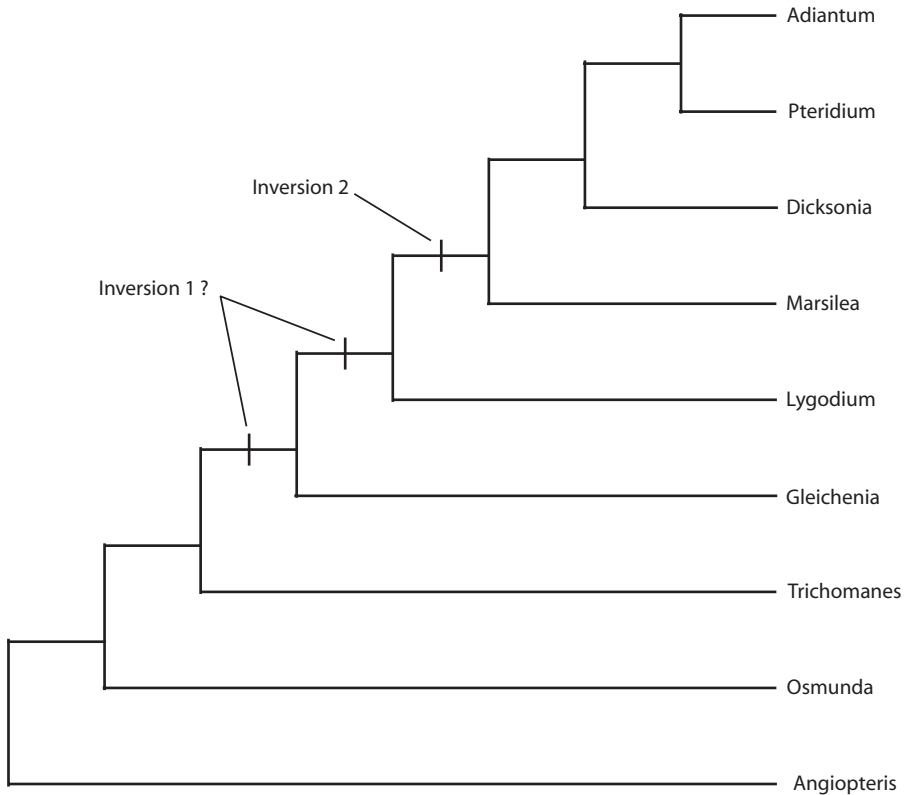 Adiantum
Pteridium
Inversion 2
Dicksonia
Inversion 1 ?
Marsilea
Lygodium
Gleichenia
Trichomanes
Osmunda
Angiopteris